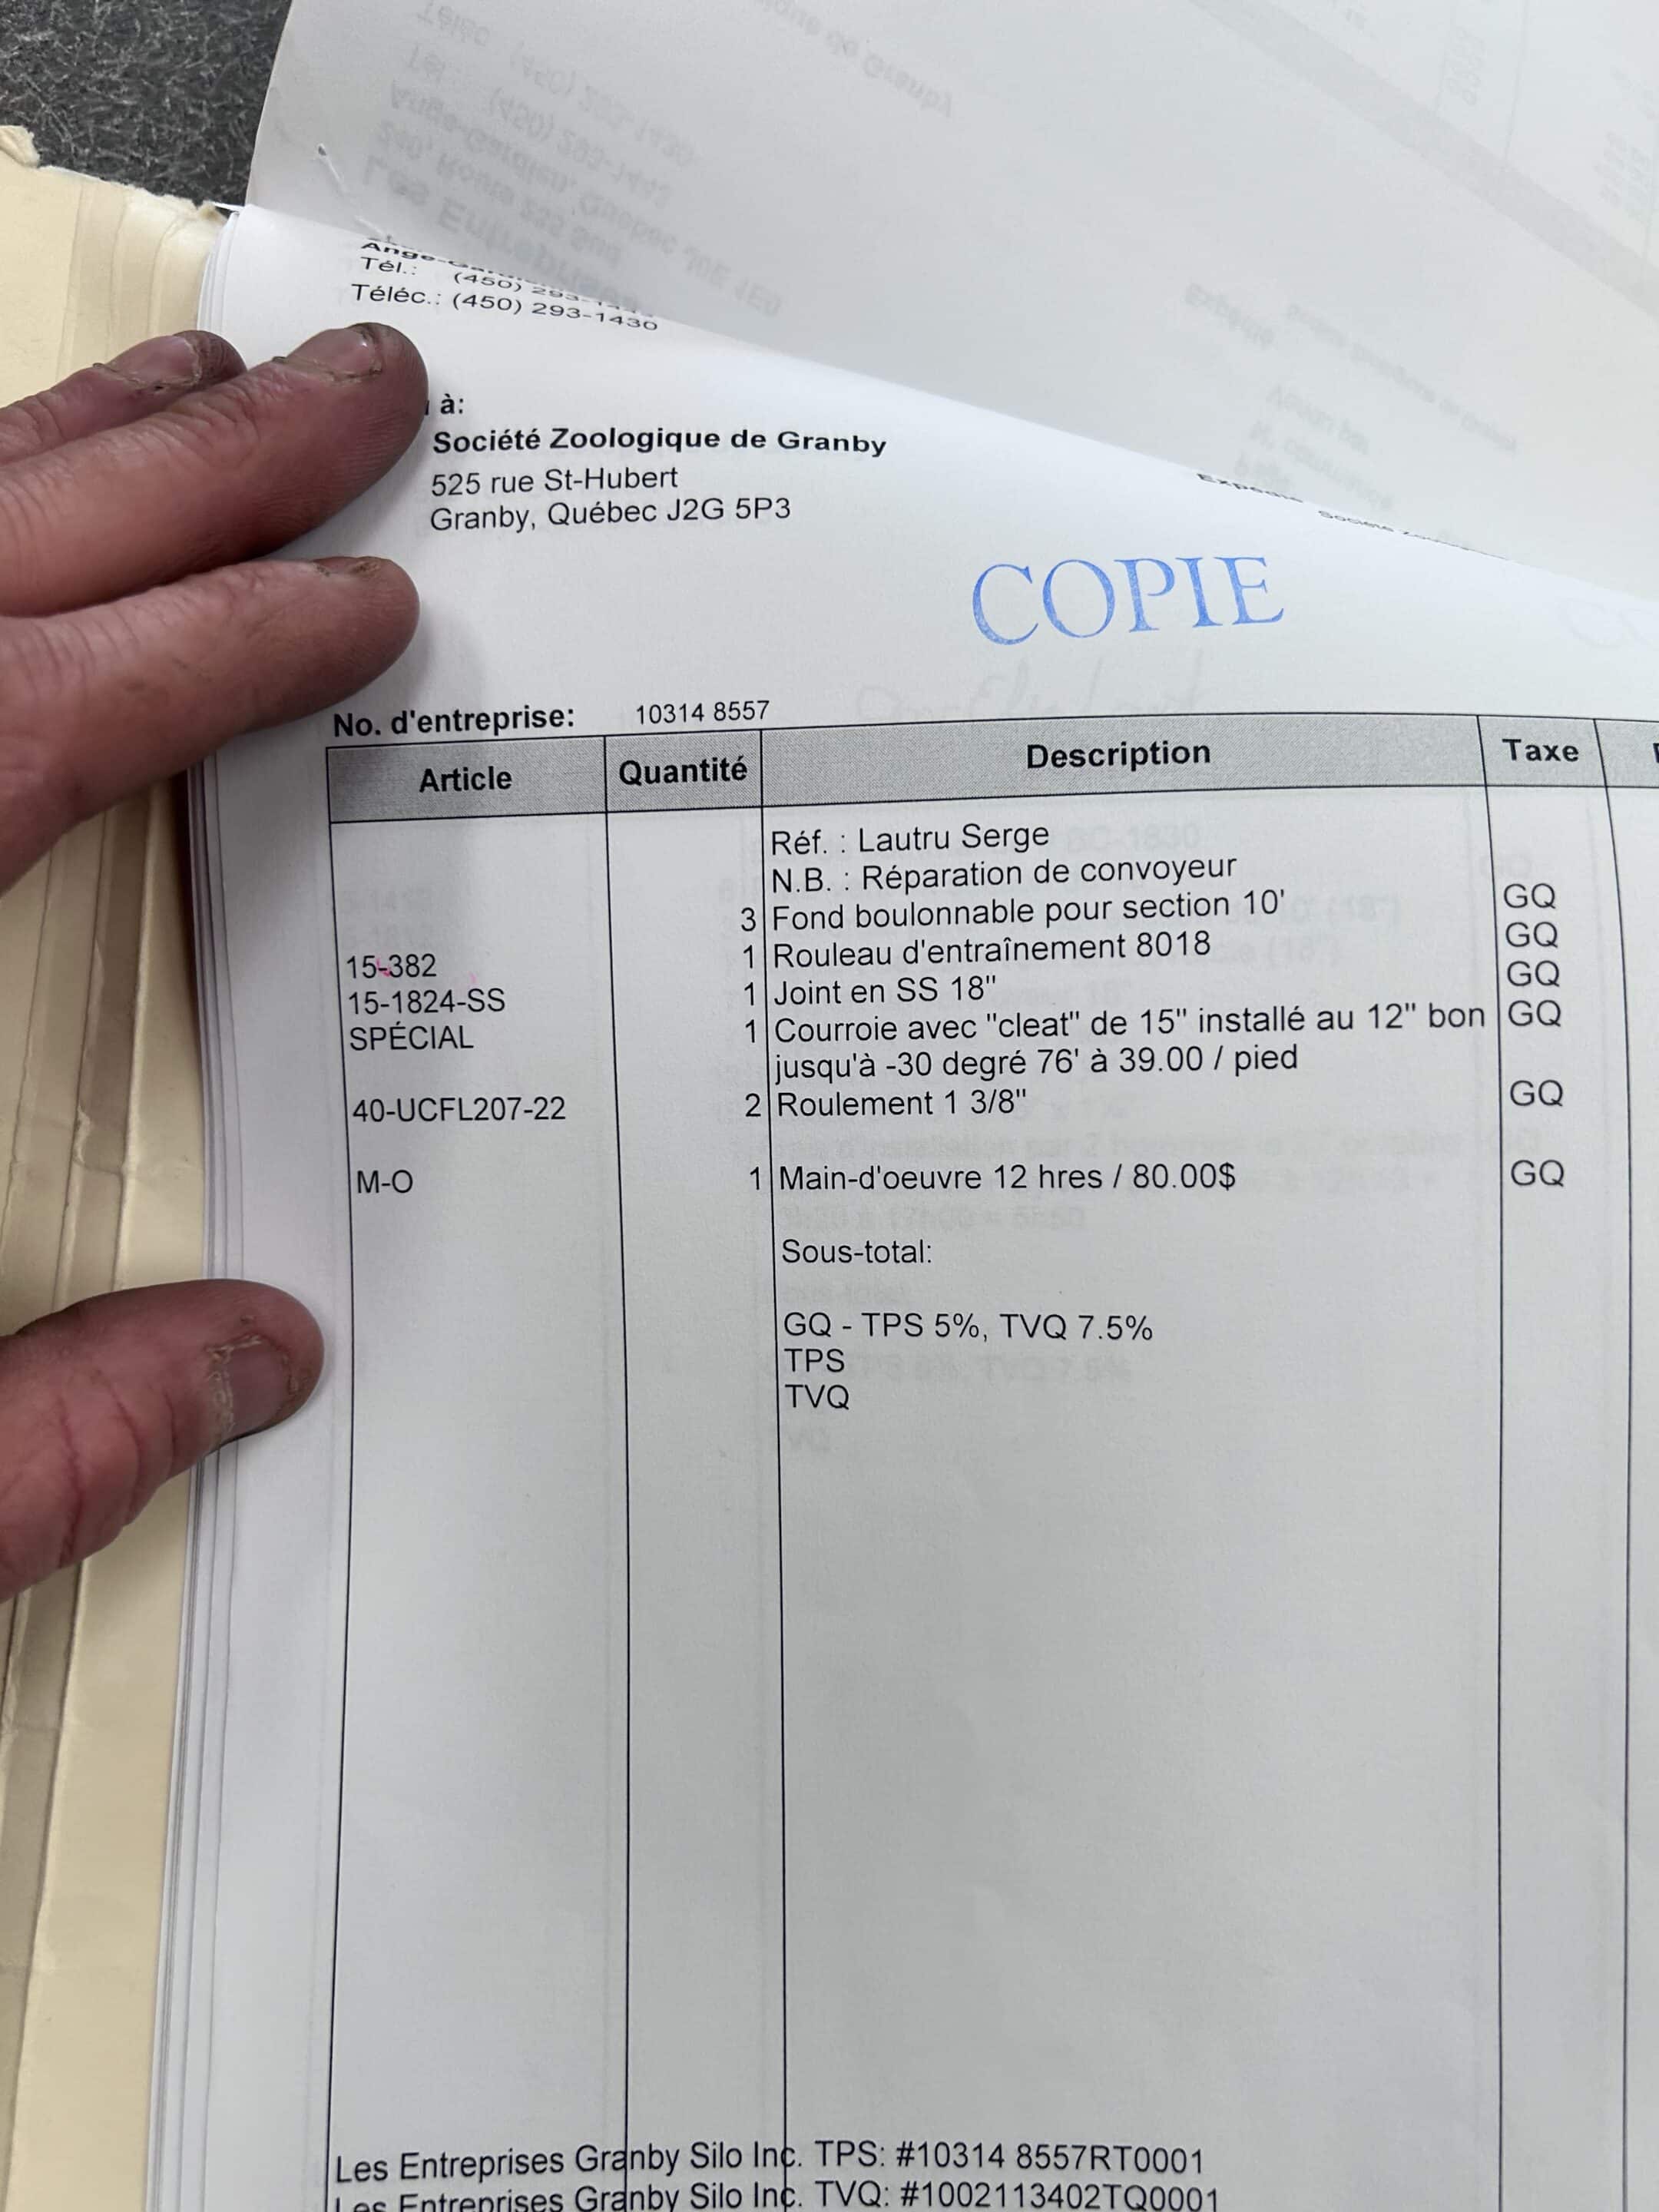 Tél.: (450) 293-
Téléc.: (450) 293-1430
à:
Société Zoologique de Granby
525 rue St-Hubert
Granby, Québec J2G 5P3
COPIE
No. d'entreprise: 10314 8557
Article Quantité Description Taxe
Réf. : Lautru Serge
N.B. : Réparation de convoyeur
3 Fond boulonnable pour section 10' GQ
15-382 1 Rouleau d'entraînement 8018 GQ
15-1824-SS 1 Joint en SS 18" GQ
SPÉCIAL 1 Courroie avec "cleat" de 15" installé au 12" bon GQ
jusqu'à -30 degré 76' à 39.00 / pied
40-UCFL207-22 2 Roulement 1 3/8" GQ
M-O 1 Main-d'oeuvre 12 hres / 80.00$ GQ
Sous-total:
GQ - TPS 5%, TVQ 7.5%
TPS
TVQ
Les Entreprises Granby Silo Inc. TPS: #10314 8557RT0001
Les Entreprises Granby Silo Inc. TVQ: #1002113402TQ0001